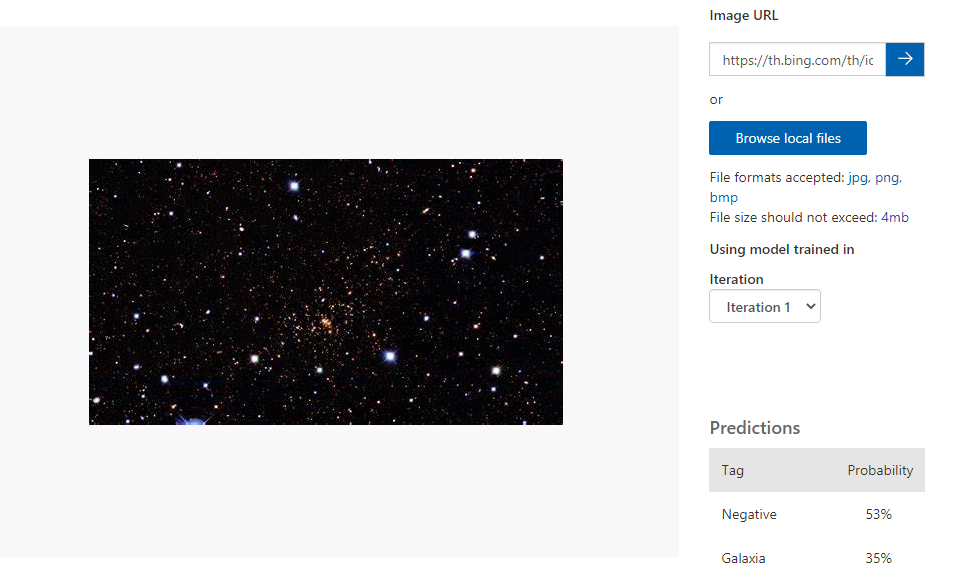 Image URL
https://th.bing.com/th/ic
or
Browse local files
File formats accepted: jpg, png,
bmp
File size should not exceed: 4mb
Using model trained in
Iteration
Iteration 1
Predictions
Tag Probability
Negative 53%
Galaxia 35%